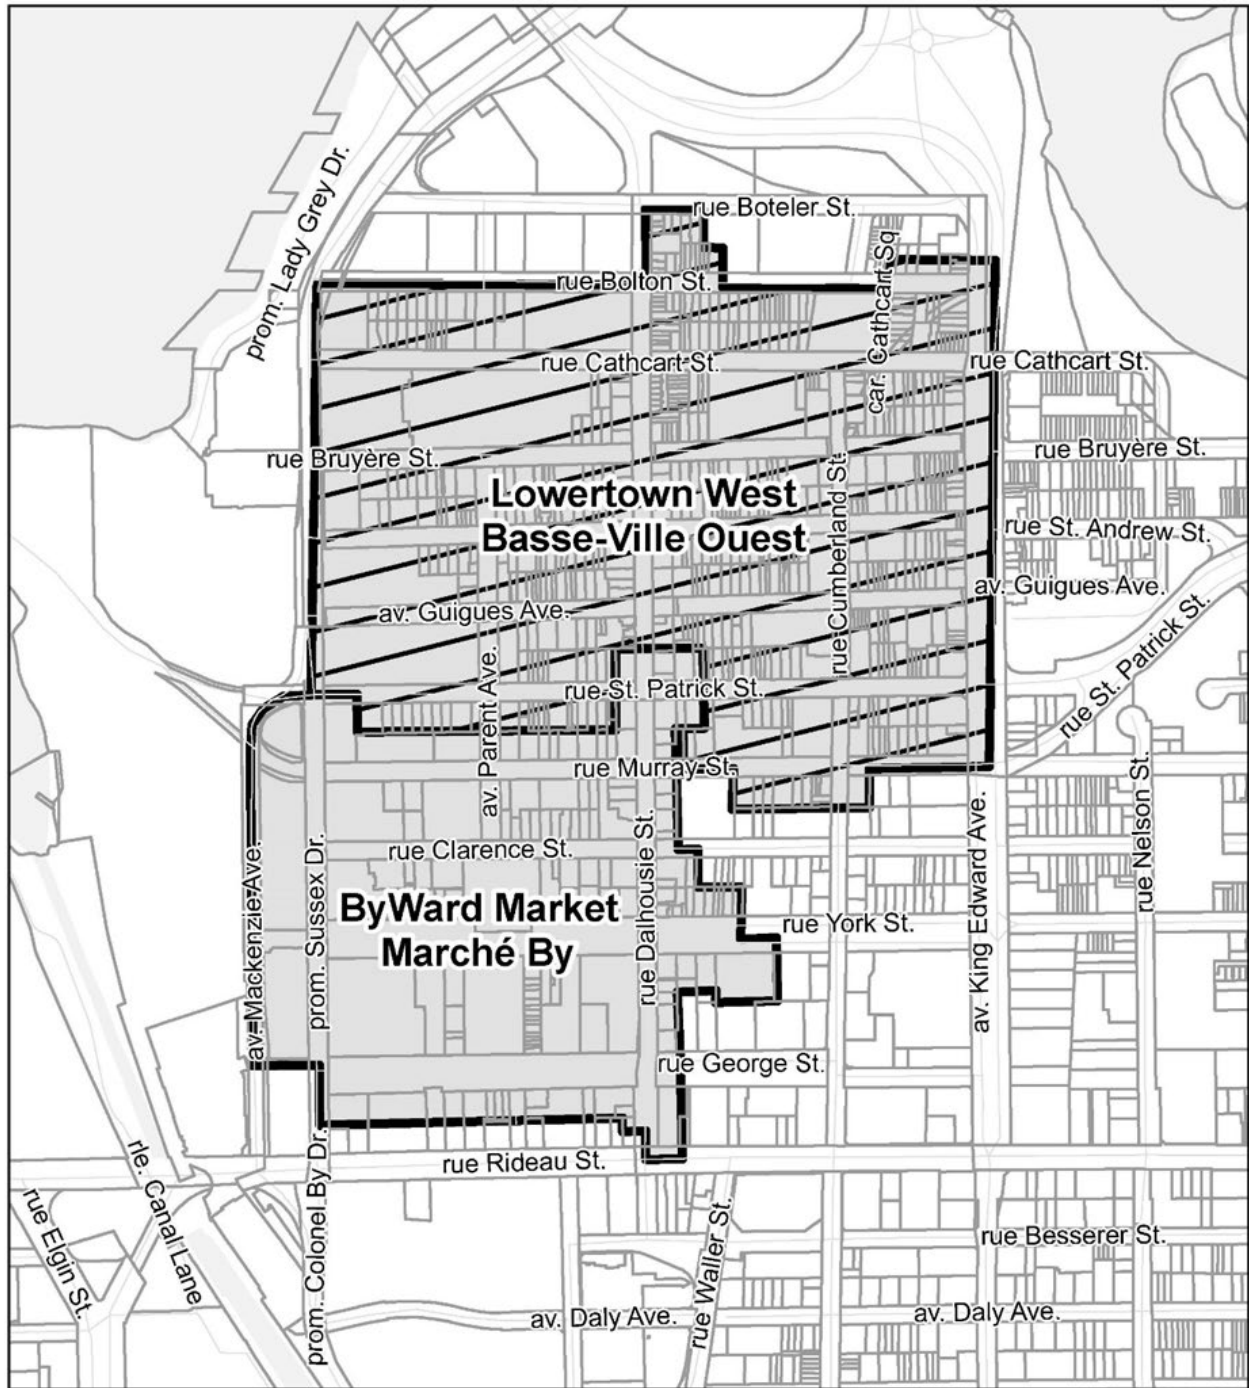 rue Boteler St.
prom. Lady Grey Dr.
car. Cathcart Sq
rue Bolton St.
rue Cathcart St.
rue Cathcart St.
rue Bruyère St.
rue Bruyère St.
Lowertown West
Basse-Ville Ouest
rue Cumberland St.
rue St. Andrew St.
av. Guigues Ave.
av. Guigues Ave.
rue St. Patrick St.
rue St. Patrick St.
av. Parent Ave.
rue Murray St.
rue Nelson St.
rue Clarence St.
rue Dalhousie St.
av. King Edward Ave.
av. Mackenzie Ave.
prom. Sussex Dr.
ByWard Market
Marché By
rue York St.
rue George St.
rue Rideau St.
rle. Canal Lane
rue Elgin St.
prom. Colonel By Dr.
rue Waller St.
rue Besserer St.
av. Daly Ave.
av. Daly Ave.